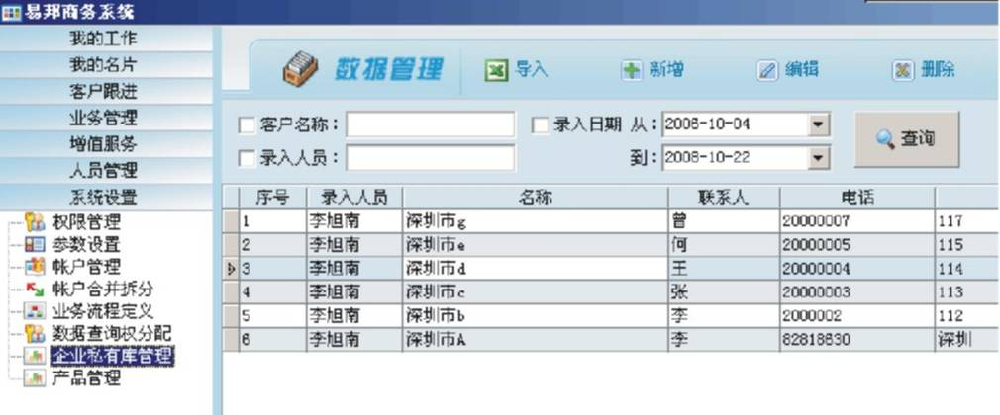 易邦商务系统
我的工作
我的名片
客户跟进
业务管理
增值服务
人员管理
系统设置
权限管理
参数设置
帐户管理
帐户合并拆分
业务流程定义
数据查询权分配
企业私有库管理
产品管理
数据管理 导入 新增 编辑 删除
客户名称： 录入日期 从：2008-10-04
录入人员： 到：2008-10-22
查询
序号 录入人员 名称 联系人 电话
1 李旭南 深圳市g 曾 20000007 117
2 李旭南 深圳市e 何 20000005 115
3 李旭南 深圳市d 王 20000004 114
4 李旭南 深圳市c 张 20000003 113
5 李旭南 深圳市b 李 2000002 112
6 李旭南 深圳市A 李 82818630 深圳